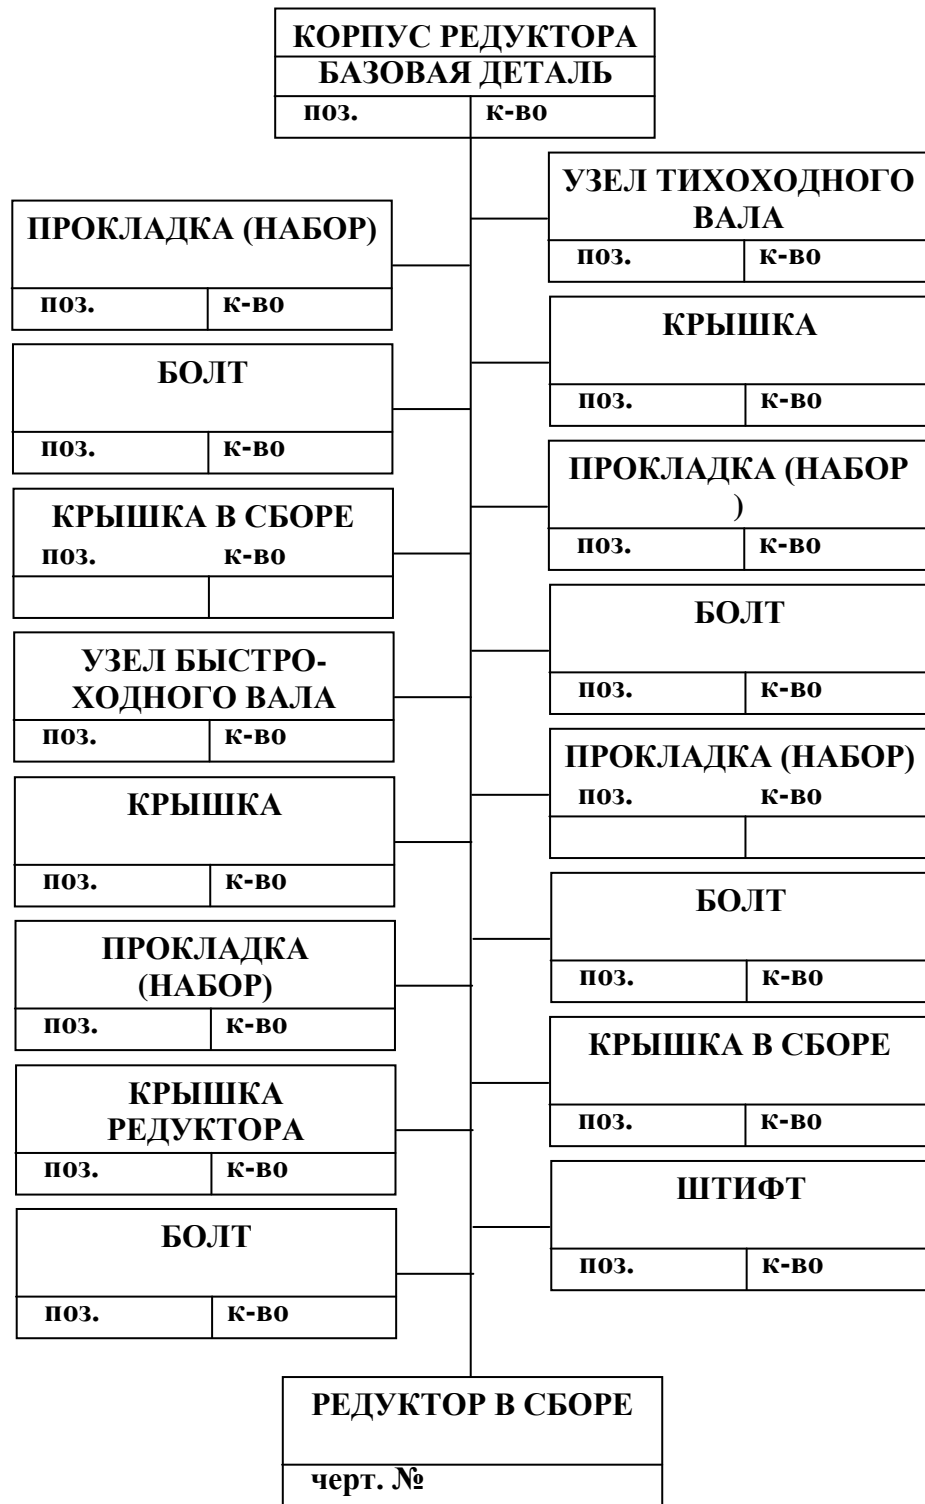 КОРПУС РЕДУКТОРА
БАЗОВАЯ ДЕТАЛЬ
поз. к-во
УЗЕЛ ТИХОХОДНОГО
ВАЛА
поз. к-во
ПРОКЛАДКА (НАБОР)
поз. к-во
КРЫШКА
поз. к-во
БОЛТ
поз. к-во
ПРОКЛАДКА (НАБОР
)
поз. к-во
КРЫШКА В СБОРЕ
поз. к-во
БОЛТ
поз. к-во
УЗЕЛ БЫСТРО-
ХОДНОГО ВАЛА
поз. к-во
ПРОКЛАДКА (НАБОР)
поз. к-во
КРЫШКА
поз. к-во
БОЛТ
поз. к-во
ПРОКЛАДКА
(НАБОР)
поз. к-во
КРЫШКА В СБОРЕ
поз. к-во
КРЫШКА
РЕДУКТОРА
поз. к-во
ШТИФТ
поз. к-во
БОЛТ
поз. к-во
РЕДУКТОР В СБОРЕ
черт. №